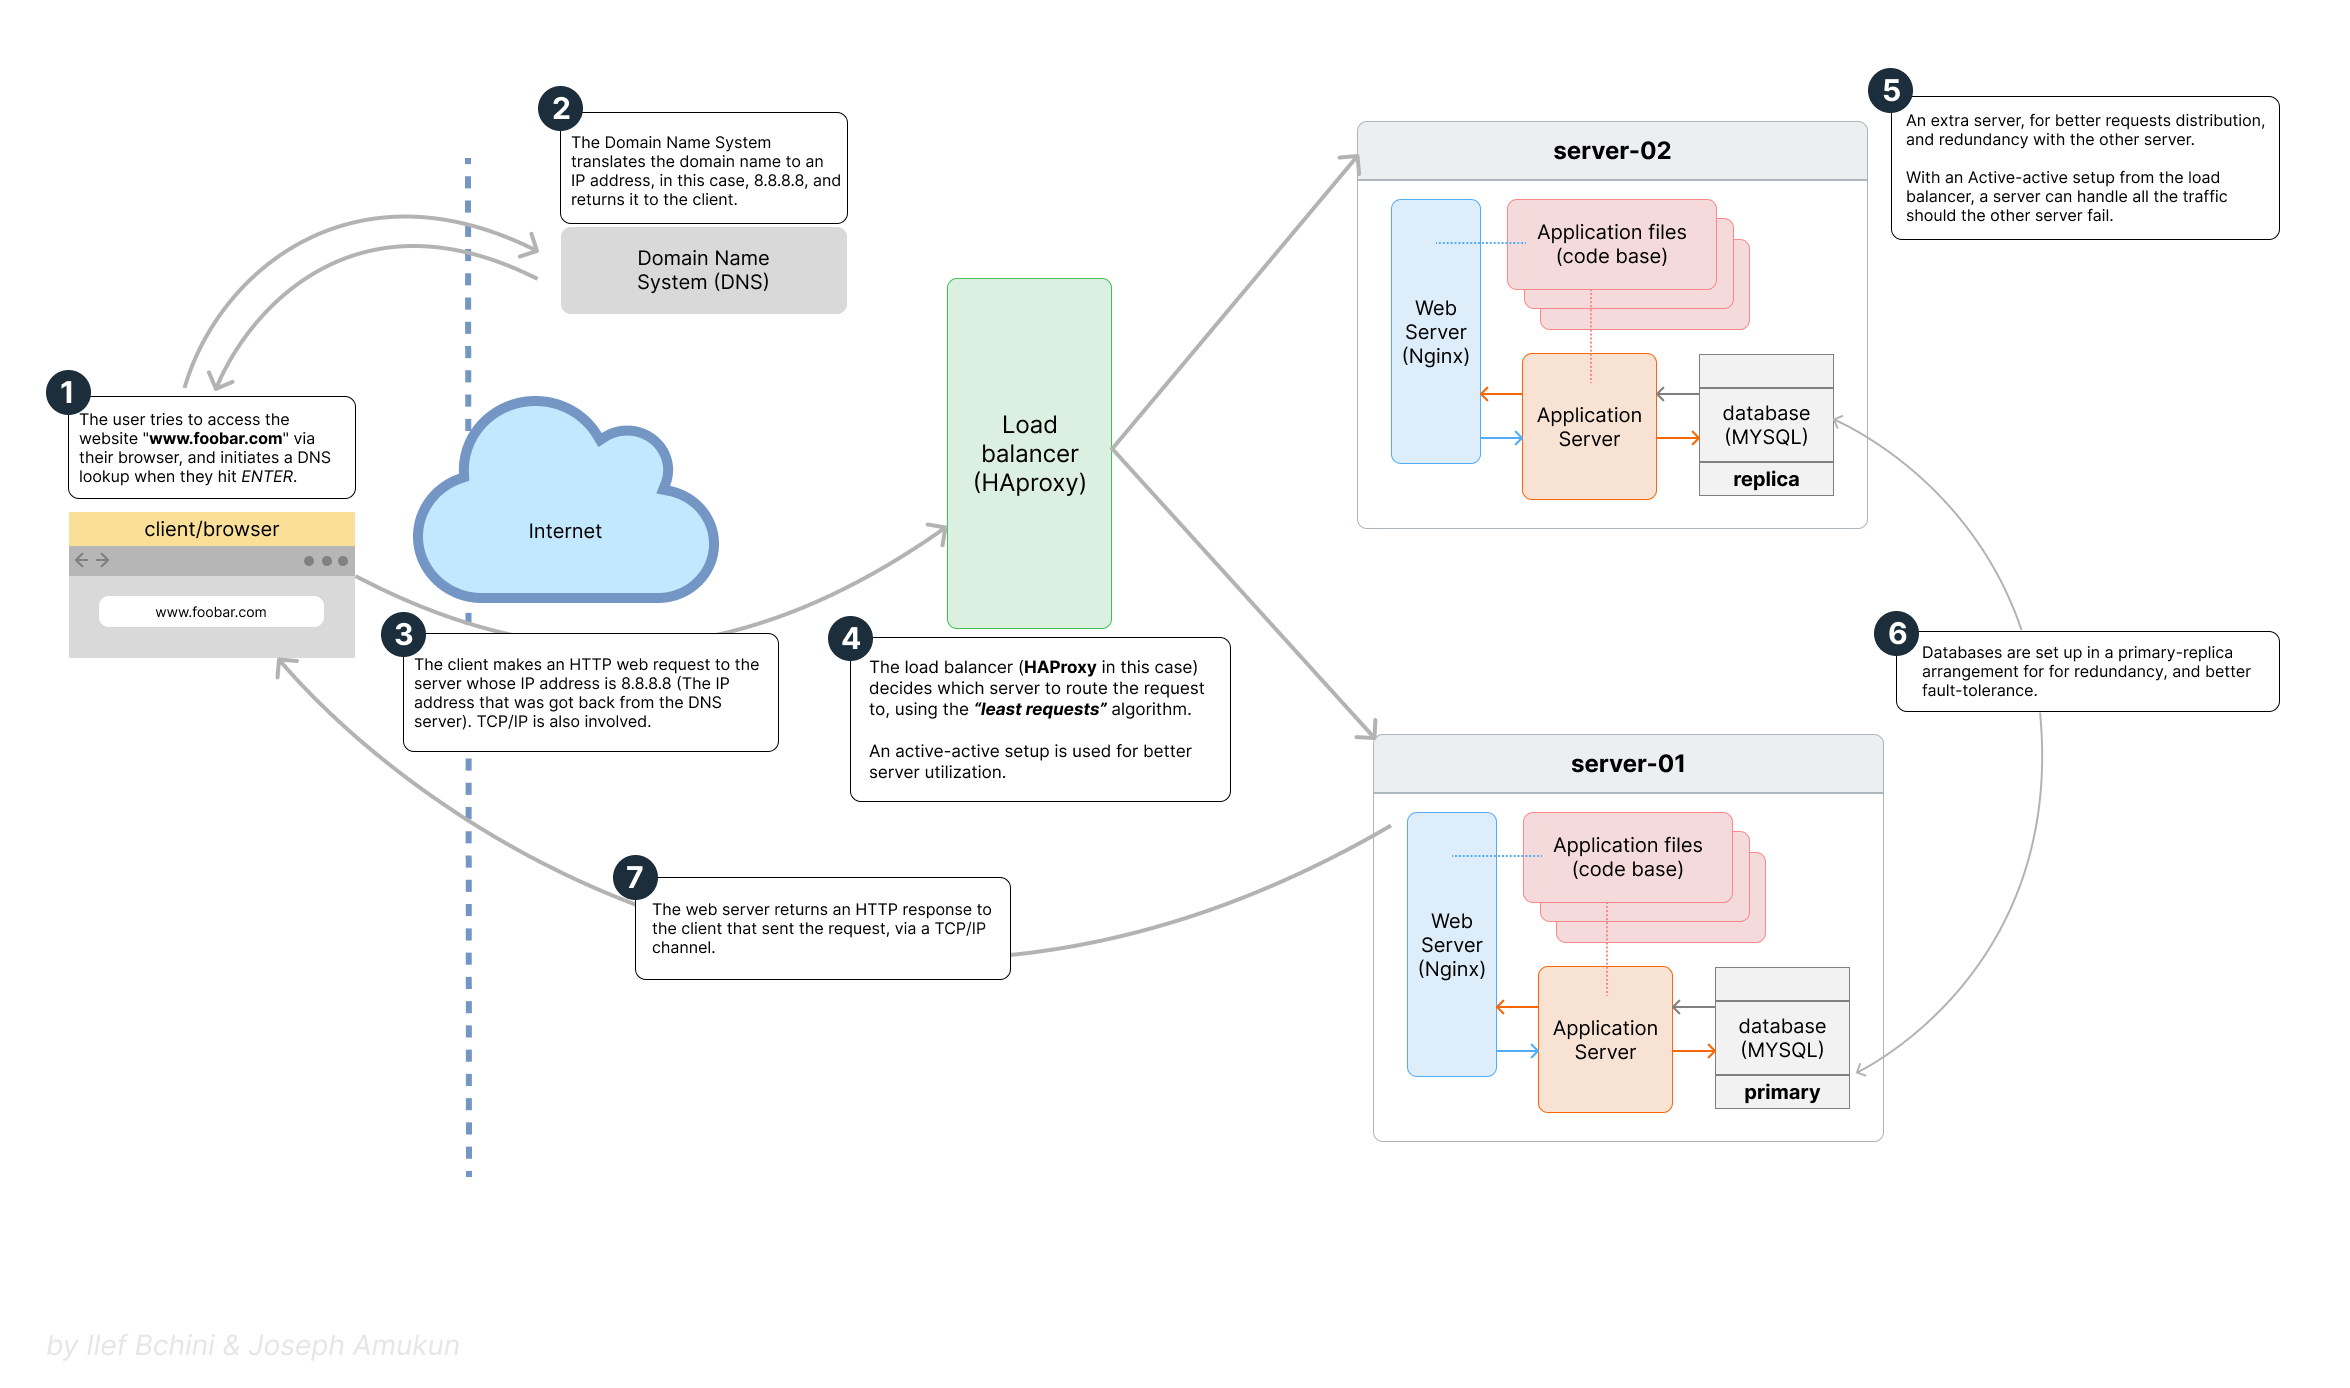 1
The user tries to access the
website "www.foobar.com" via
their browser, and initiates a DNS
lookup when they hit ENTER.
client/browser
www.foobar.com
2
The Domain Name System
translates the domain name to an
IP address, in this case, 8.8.8.8, and
returns it to the client.
Domain Name
System (DNS)
Internet
3
The client makes an HTTP web request to the
server whose IP address is 8.8.8.8 (The IP
address that was got back from the DNS
server). TCP/IP is also involved.
Load
balancer
(HAproxy)
4
The load balancer (HAProxy in this case)
decides which server to route the request
to, using the “least requests” algorithm.
An active-active setup is used for better
server utilization.
server-02
Web
Server
(Nginx)
Application files
(code base)
Application
Server
database
(MYSQL)
replica
5
An extra server, for better requests distribution,
and redundancy with the other server.
With an Active-active setup from the load
balancer, a server can handle all the traffic
should the other server fail.
6
Databases are set up in a primary-replica
arrangement for for redundancy, and better
fault-tolerance.
server-01
Web
Server
(Nginx)
Application files
(code base)
Application
Server
database
(MYSQL)
primary
7
The web server returns an HTTP response to
the client that sent the request, via a TCP/IP
channel.
by Ilef Bchini & Joseph Amukun